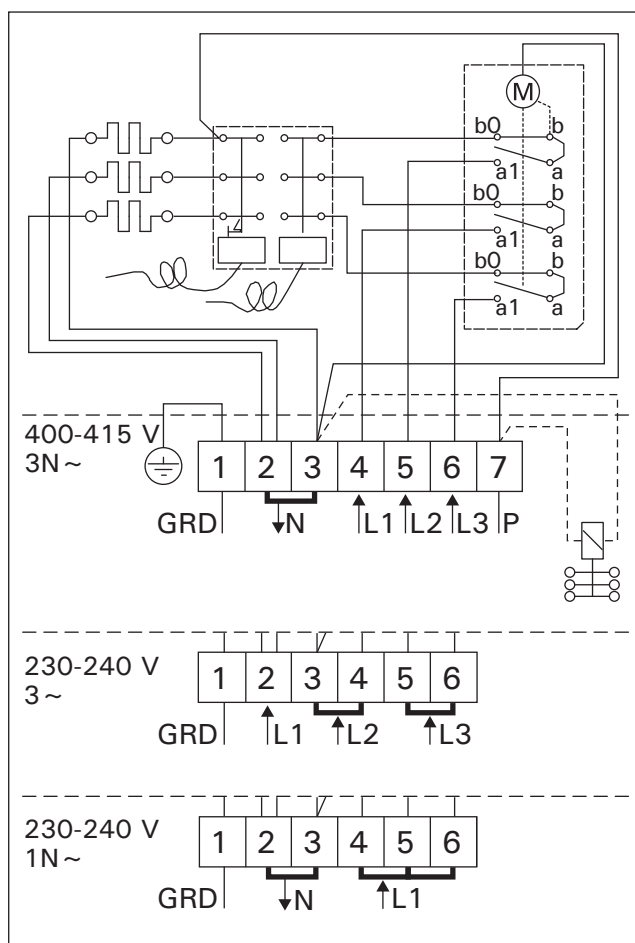 M
b0 b
a1 a
b0 b
a1 a
b0 b
a1 a
400-415 V
3N~
1 2 3 4 5 6 7
GRD N L1 L2 L3 P
230-240 V
3~
1 2 3 4 5 6
GRD L1 L2 L3
230-240 V
1N~
1 2 3 4 5 6
GRD N L1